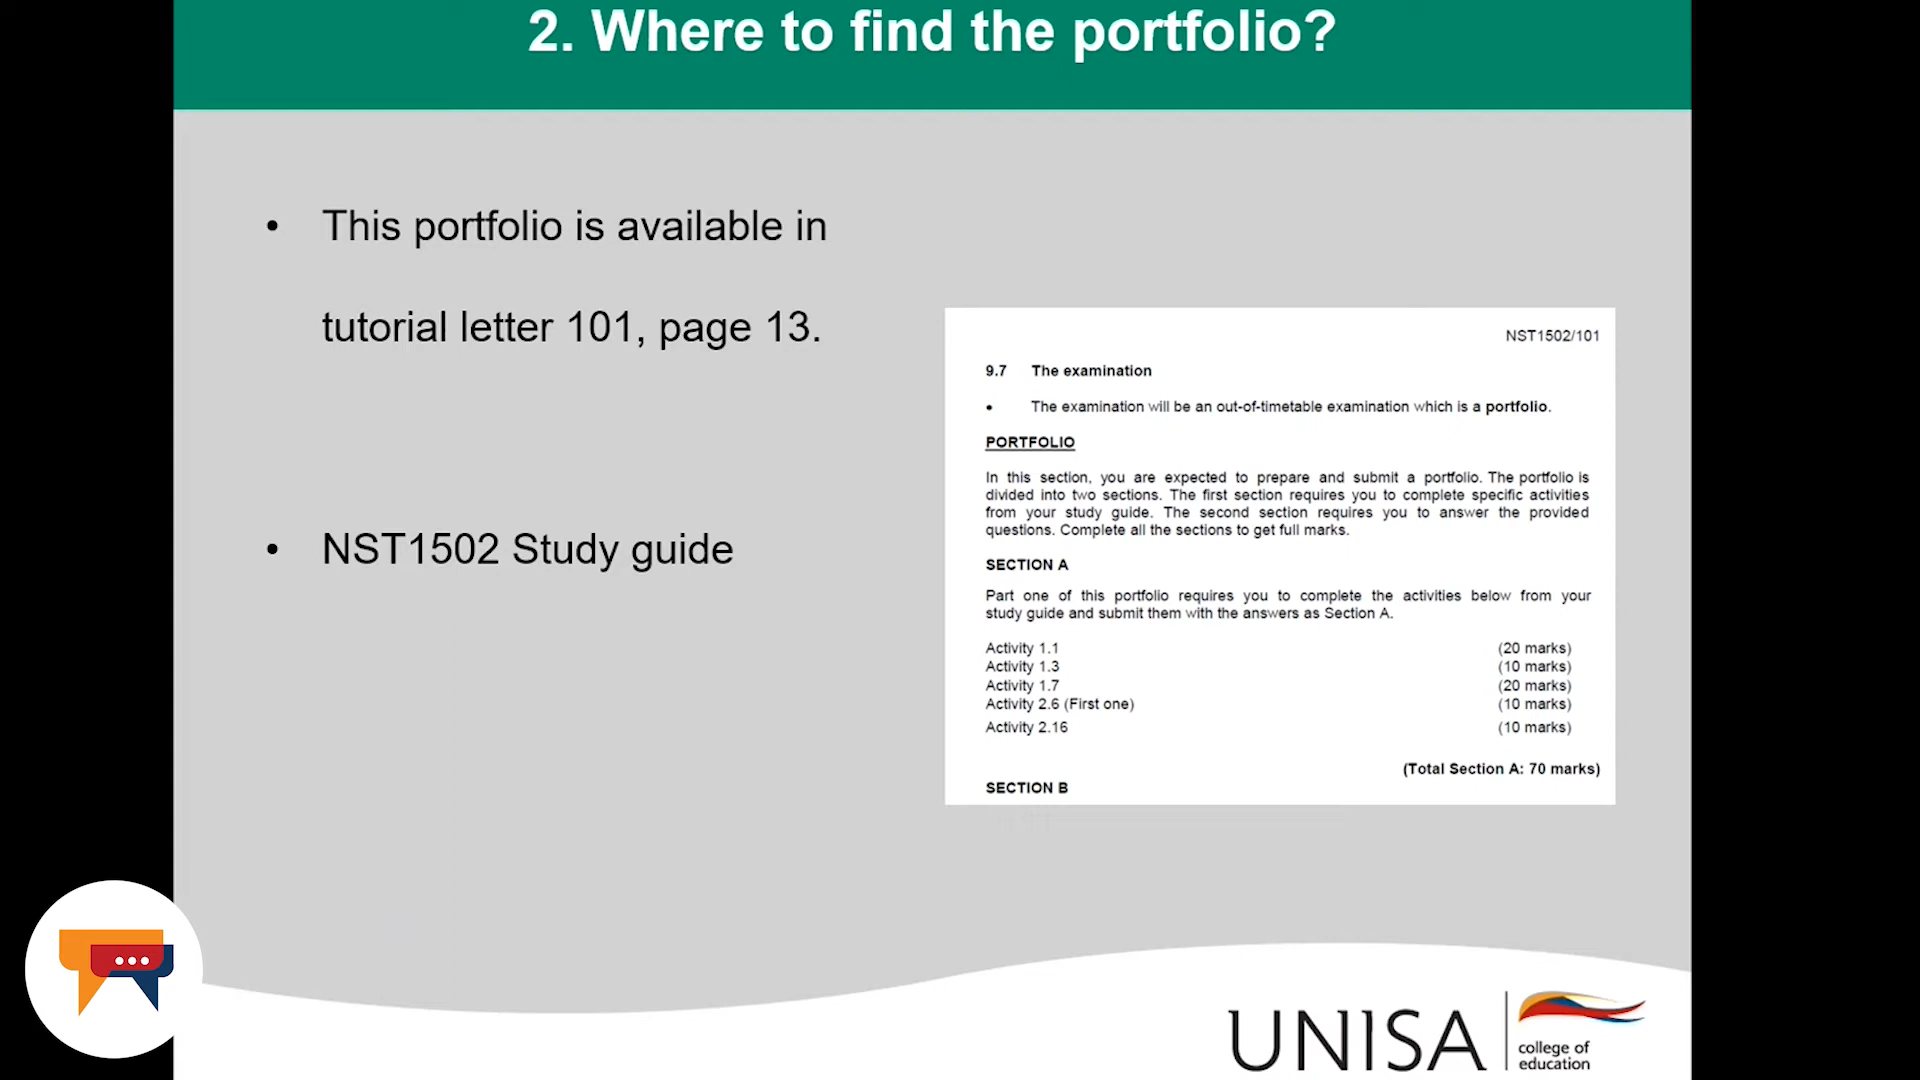 2. Where to find the portfolio?
• This portfolio is available in
tutorial letter 101, page 13.
• NST1502 Study guide
NST1502/101
9.7 The examination
• The examination will be an out-of-timetable examination which is a portfolio.
PORTFOLIO
In this section, you are expected to prepare and submit a portfolio. The portfolio is
divided into two sections. The first section requires you to complete specific activities
from your study guide. The second section requires you to answer the provided
questions. Complete all the sections to get full marks.
SECTION A
Part one of this portfolio requires you to complete the activities below from your
study guide and submit them with the answers as Section A.
Activity 1.1 (20 marks)
Activity 1.3 (10 marks)
Activity 1.7 (20 marks)
Activity 2.6 (First one) (10 marks)
Activity 2.16 (10 marks)
(Total Section A: 70 marks)
SECTION B
UNISA
college of
education